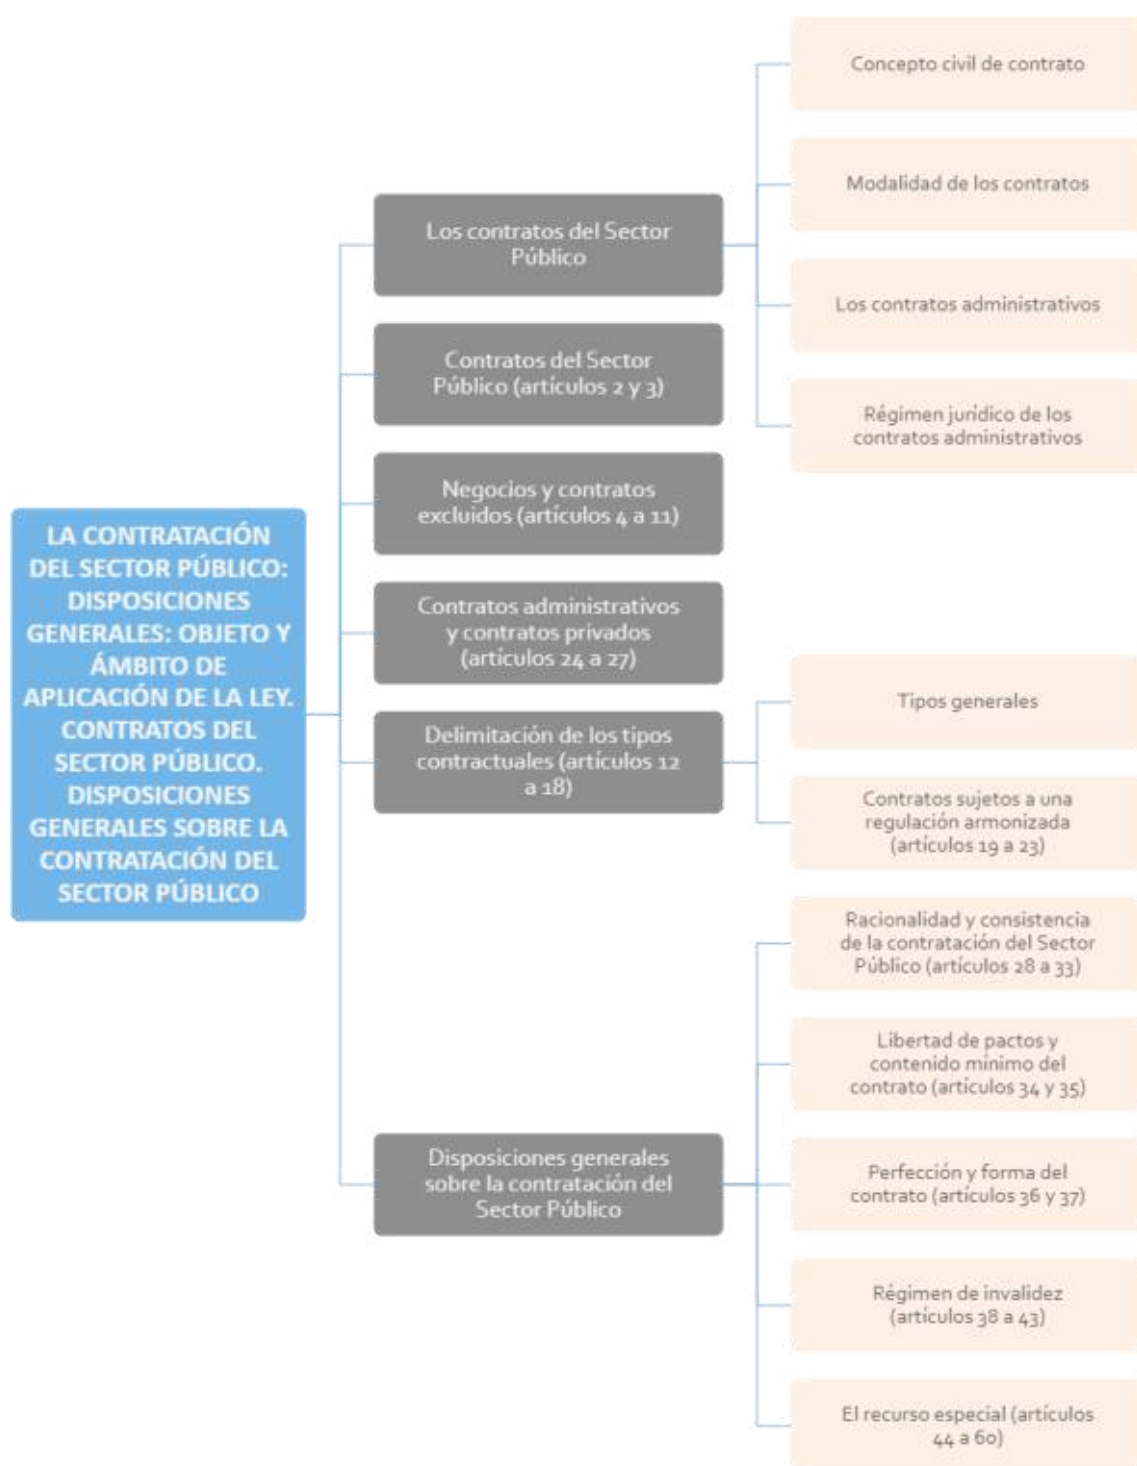 LA CONTRATACIÓN
DEL SECTOR PÚBLICO:
DISPOSICIONES
GENERALES: OBJETO Y
ÁMBITO DE
APLICACIÓN DE LA LEY.
CONTRATOS DEL
SECTOR PÚBLICO.
DISPOSICIONES
GENERALES SOBRE LA
CONTRATACIÓN DEL
SECTOR PÚBLICO
Los contratos del Sector
Público
Concepto civil de contrato
Modalidad de los contratos
Los contratos administrativos
Régimen jurídico de los
contratos administrativos
Contratos del Sector
Público (artículos 2 y 3)
Negocios y contratos
excluidos (artículos 4 a 11)
Contratos administrativos
y contratos privados
(artículos 24 a 27)
Delimitación de los tipos
contractuales (artículos 12
a 18)
Tipos generales
Contratos sujetos a una
regulación armonizada
(artículos 19 a 23)
Disposiciones generales
sobre la contratación del
Sector Público
Racionalidad y consistencia
de la contratación del Sector
Público (artículos 28 a 33)
Libertad de pactos y
contenido mínimo del
contrato (artículos 34 y 35)
Perfección y forma del
contrato (artículos 36 y 37)
Régimen de invalidez
(artículos 38 a 43)
El recurso especial (artículos
44 a 60)